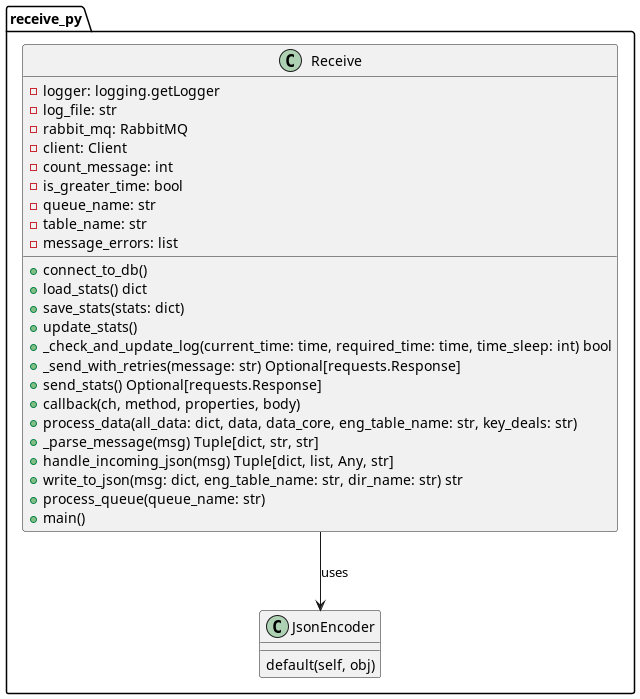 receive_py
C Receive
logger: logging.getLogger
log_file: str
rabbit_mq: RabbitMQ
client: Client
count_message: int
is_greater_time: bool
queue_name: str
table_name: str
message_errors: list
connect_to_db()
load_stats() dict
save_stats(stats: dict)
update_stats()
_check_and_update_log(current_time: time, required_time: time, time_sleep: int) bool
_send_with_retries(message: str) Optional[requests.Response]
send_stats() Optional[requests.Response]
callback(ch, method, properties, body)
process_data(all_data: dict, data, data_core, eng_table_name: str, key_deals: str)
_parse_message(msg) Tuple[dict, str, str]
handle_incoming_json(msg) Tuple[dict, list, Any, str]
write_to_json(msg: dict, eng_table_name: str, dir_name: str) str
process_queue(queue_name: str)
main()
uses
C JsonEncoder
default(self, obj)